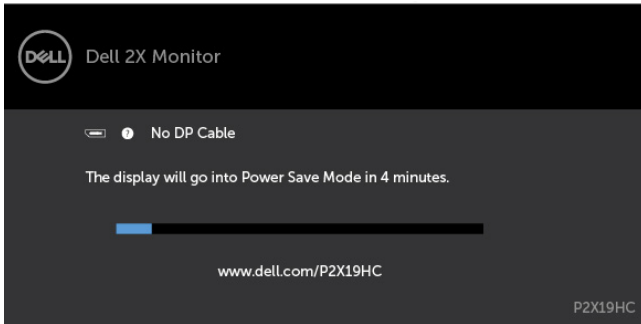 DELL
Dell 2X Monitor
? No DP Cable
The display will go into Power Save Mode in 4 minutes.
www.dell.com/P2X19HC
P2X19HC